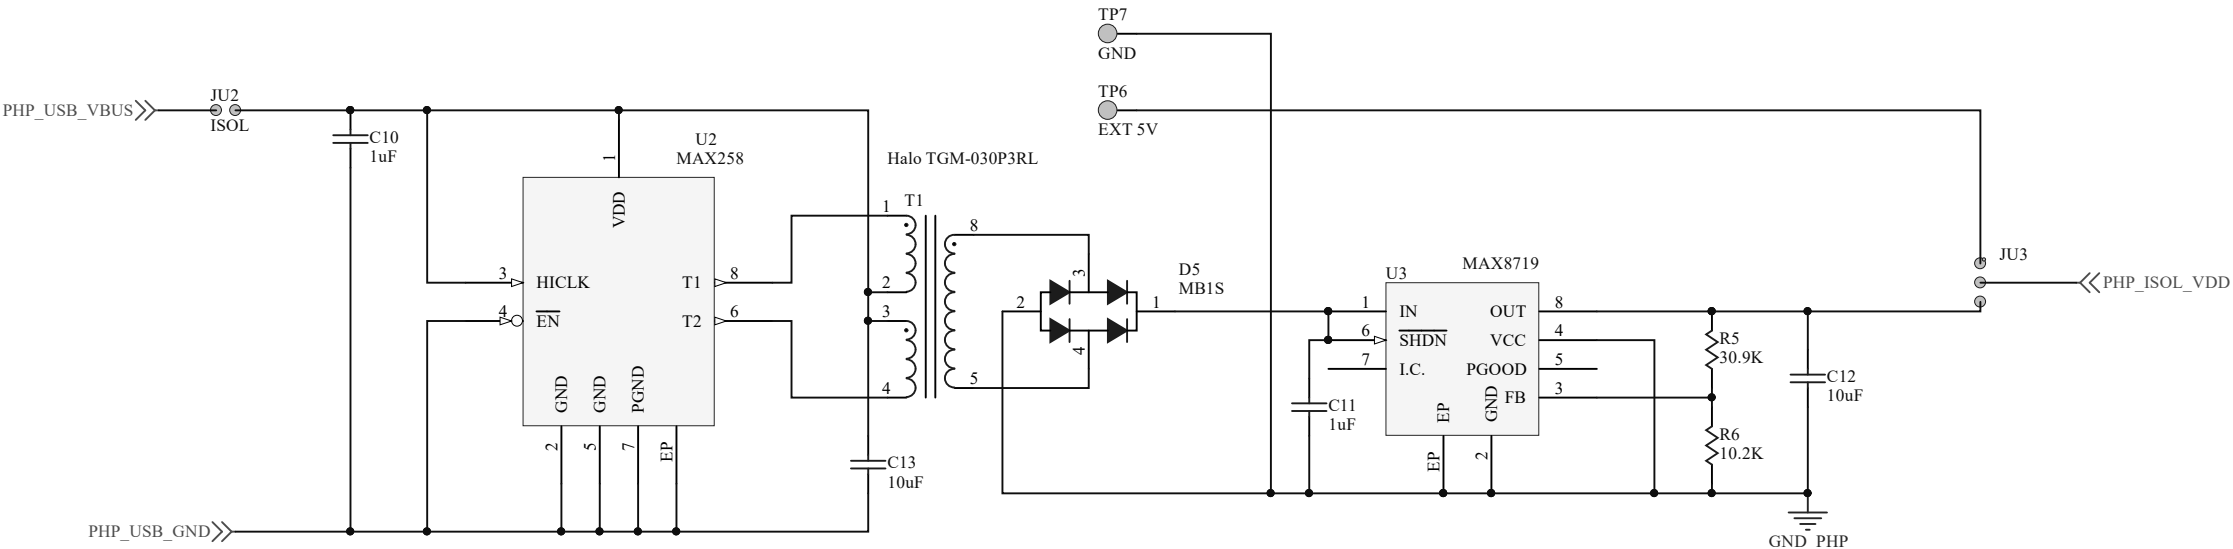 TP7
GND
TP6
EXT 5V
PHP_USB_VBUS
JU2
ISOL
C10
1uF
U2
MAX258
1
VDD
3
HICLK
4
EN
T1
8
T2
6
GND
GND
PGND
2
5
7
EP
PHP_USB_GND
Halo TGM-030P3RL
T1
1
2
3
4
8
5
C13
10uF
3
2
1
4
D5
MB1S
U3
MAX8719
1
IN
6
SHDN
7
I.C.
OUT
8
VCC
4
PGOOD
5
FB
3
EP
GND
EP
2
C11
1uF
R5
30.9K
R6
10.2K
C12
10uF
JU3
PHP_ISOL_VDD
GND_PHP